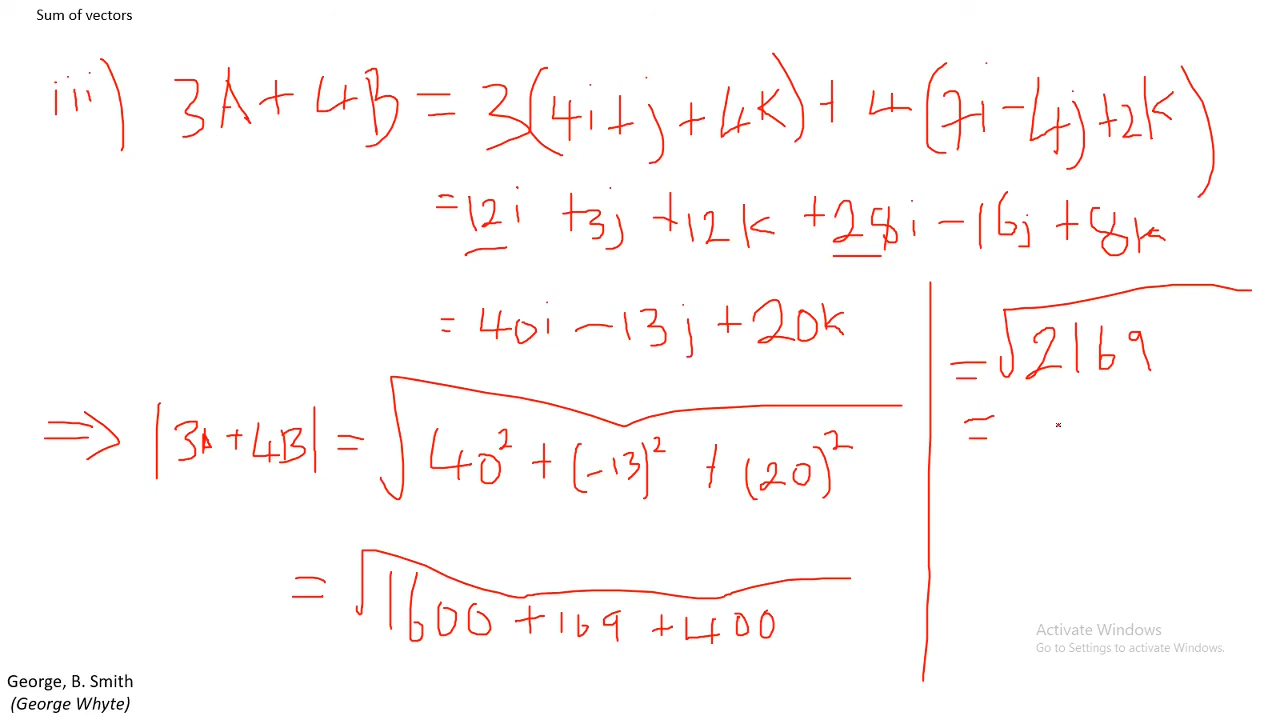 Sum of vectors
iii) 3A + 4B = 3(4i + j + 4k) + 4(7i - 4j + 2k)
= 12i + 3j + 12k + 28i - 16j + 8k
= 40i - 13j + 20k
⇒ |3A + 4B| = √40² + (-13)² + (20)²
= √1600 + 169 + 400
= √2169
=
Activate Windows
Go to Settings to activate Windows.
George, B. Smith
(George Whyte)